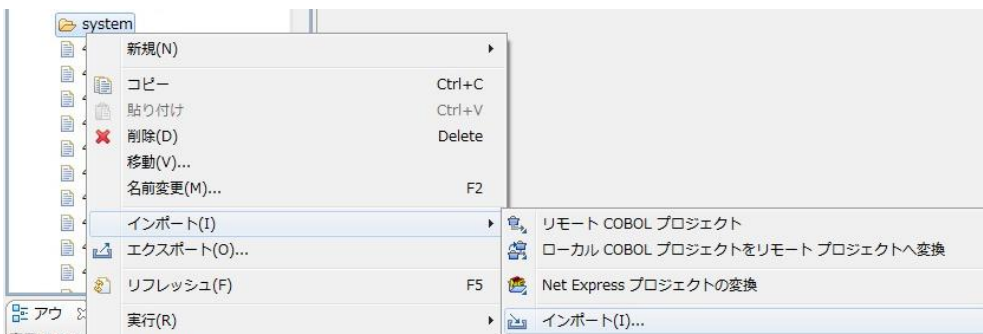 system
新規(N)
コピー Ctrl+C
貼り付け Ctrl+V
削除(D) Delete
移動(V)...
名前変更(M)... F2
インポート(I) リモート COBOL プロジェクト
エクスポート(O)... ローカル COBOL プロジェクトをリモート プロジェクトへ変換
リフレッシュ(F) F5 Net Express プロジェクトの変換
アウ 実行(R) インポート(I)...